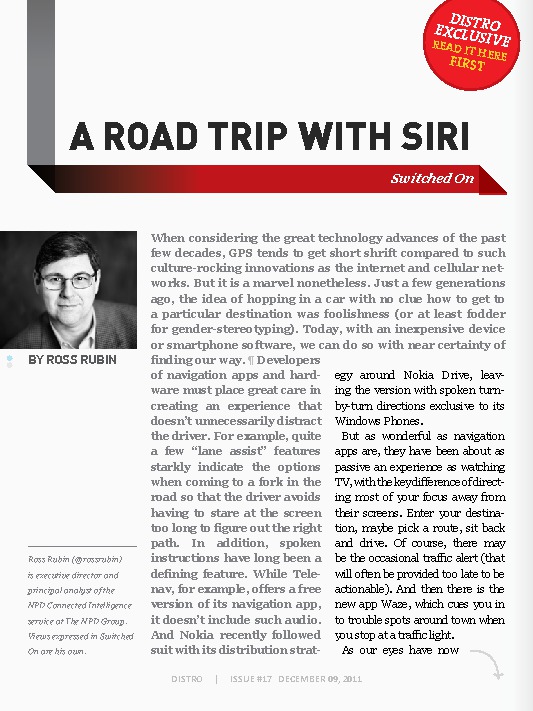 DISTRO
EXCLUSIVE
READ IT HERE
FIRST
A ROAD TRIP WITH SIRI
Switched On
BY ROSS RUBIN
When considering the great technology advances of the past
few decades, GPS tends to get short shrift compared to such
culture-rocking innovations as the internet and cellular net-
works. But it is a marvel nonetheless. Just a few generations
ago, the idea of hopping in a car with no clue how to get to
a particular destination was foolishness (or at least fodder
for gender-stereotyping). Today, with an inexpensive device
or smartphone software, we can do so with near certainty of
finding our way. ¶ Developers
of navigation apps and hard-
ware must place great care in
creating an experience that
doesn't unnecessarily distract
the driver. For example, quite
a few “lane assist” features
starkly indicate the options
when coming to a fork in the
road so that the driver avoids
having to stare at the screen
too long to figure out the right
path. In addition, spoken
instructions have long been a
defining feature. While Tele-
nav, for example, offers a free
version of its navigation app,
it doesn't include such audio.
And Nokia recently followed
suit with its distribution strat-
egy around Nokia Drive, leav-
ing the version with spoken turn-
by-turn directions exclusive to its
Windows Phones.
But as wonderful as navigation
apps are, they have been about as
passive an experience as watching
TV, with the key difference of direct-
ing most of your focus away from
their screens. Enter your destina-
tion, maybe pick a route, sit back
and drive. Of course, there may
be the occasional traffic alert (that
will often be provided too late to be
actionable). And then there is the
new app Waze, which cues you in
to trouble spots around town when
you stop at a traffic light.
As our eyes have now
Ross Rubin (@rossrubin)
is executive director and
principal analyst of the
NPD Connected Intelligence
service at The NPD Group.
Views expressed in Switched
On are his own.
DISTRO | ISSUE #17 DECEMBER 09, 2011